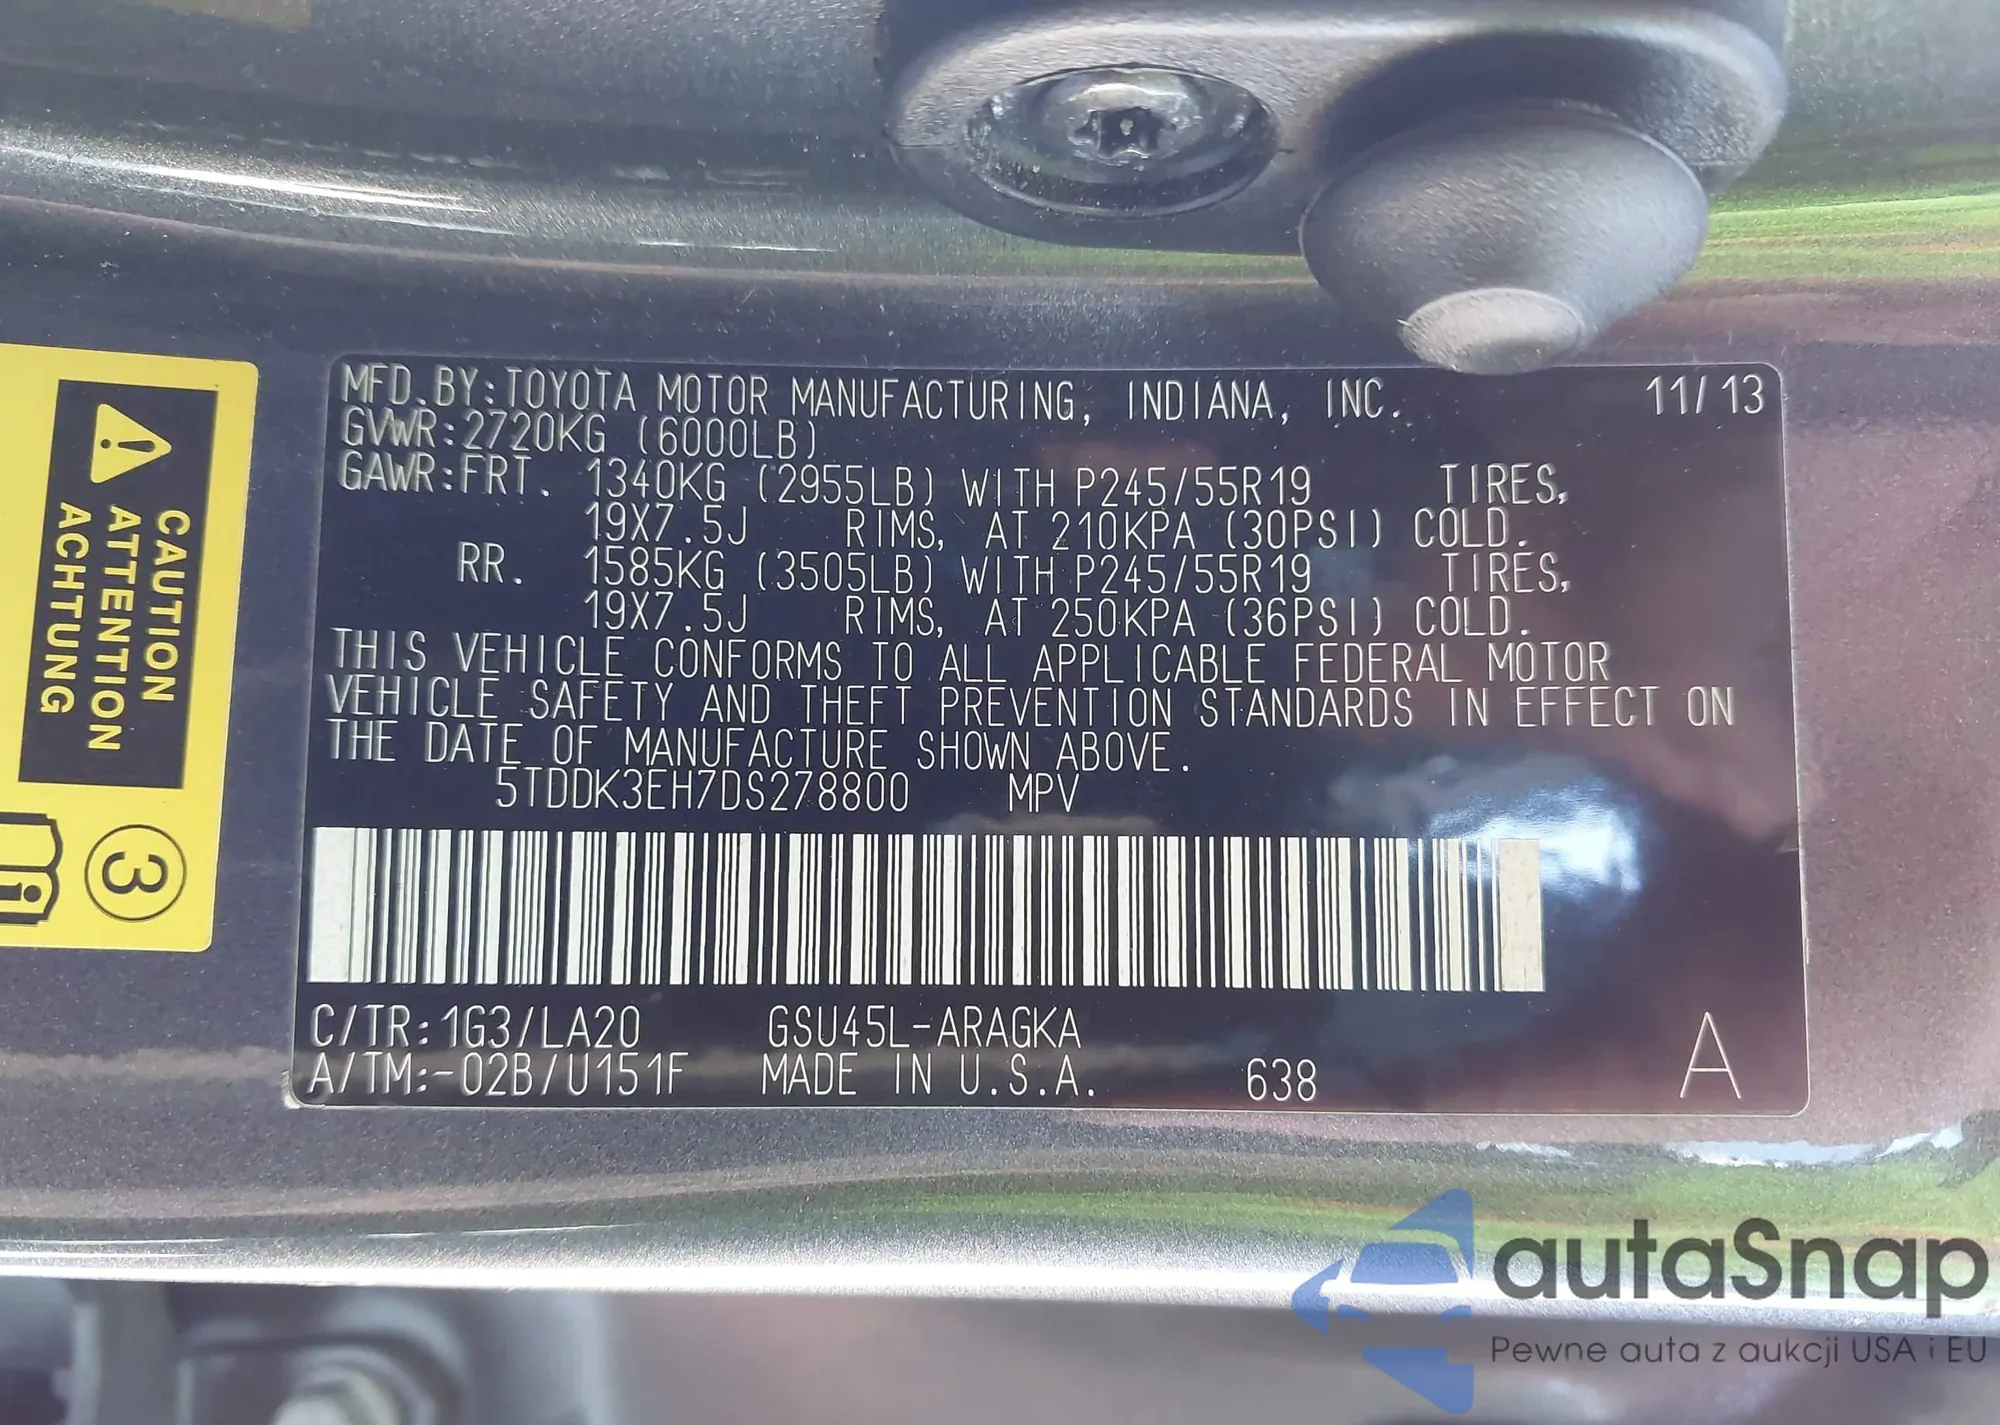 MFD.BY:TOYOTA MOTOR MANUFACTURING, INDIANA, INC. 11/13
GVWR:2720KG (6000LB)
GAWR:FRT. 1340KG (2955LB) WITH P245/55R19 TIRES,
19X7.5J RIMS, AT 210KPA (30PSI) COLD.
RR. 1585KG (3505LB) WITH P245/55R19 TIRES,
19X7.5J RIMS, AT 250KPA (36PSI) COLD.
THIS VEHICLE CONFORMS TO ALL APPLICABLE FEDERAL MOTOR
VEHICLE SAFETY AND THEFT PREVENTION STANDARDS IN EFFECT ON
THE DATE OF MANUFACTURE SHOWN ABOVE.
5TDDK3EH7DS278800 MPV
C/TR:1G3/LA20 GSU45L-ARAGKA
A/TM:-02B/U151F MADE IN U.S.A. 638 A
CAUTION
ATTENTION
ACHTUNG
3
i
autaSnap
Pewne auta z aukcji USA i EU